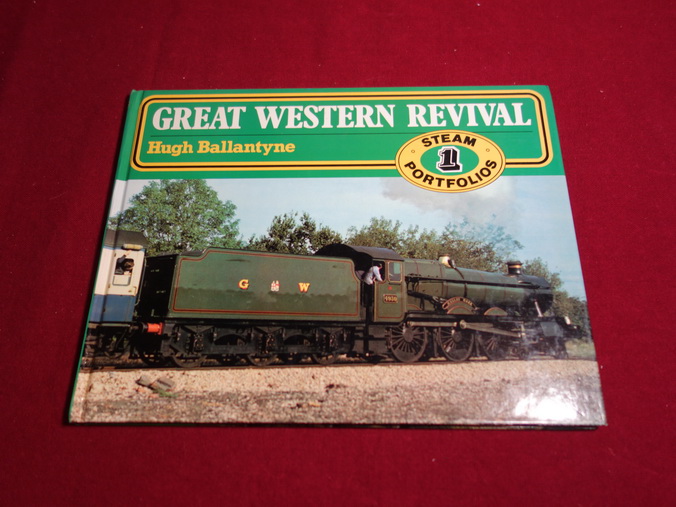 GREAT WESTERN REVIVAL
Hugh Ballantyne
STEAM
1
PORTFOLIOS
G W